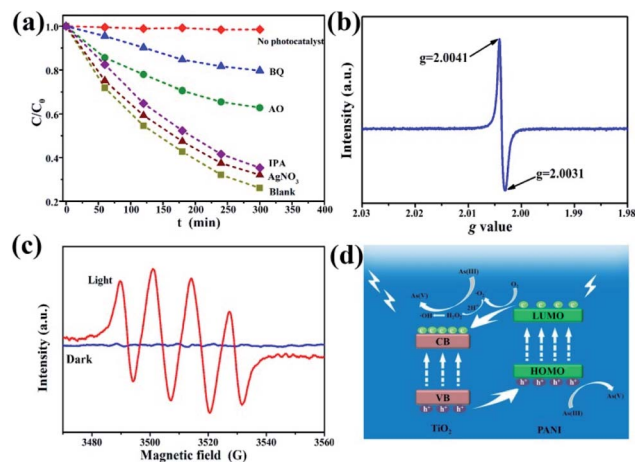 (a)
1.0
0.8
0.6
0.4
0.2
C/C0
0 50 100 150 200 250 300 350 400
t (min)
No photocatalyst
BQ
AO
IPA
AgNO3
Blank
(b)
Intensity (a.u.)
g=2.0041
g=2.0031
2.03 2.01 2.00 1.99 1.98
g value
(c)
Intensity (a.u.)
Light
Dark
3480 3500 3520 3540 3560
Magnetic field (G)
(d)
As(III)
As(V)
O2
·O2
·OH
H2O2
CB
LUMO
HOMO
VB
h+ h+ h+
h+ h+ h+ h+
As(V)
As(III)
TiO2
PANI